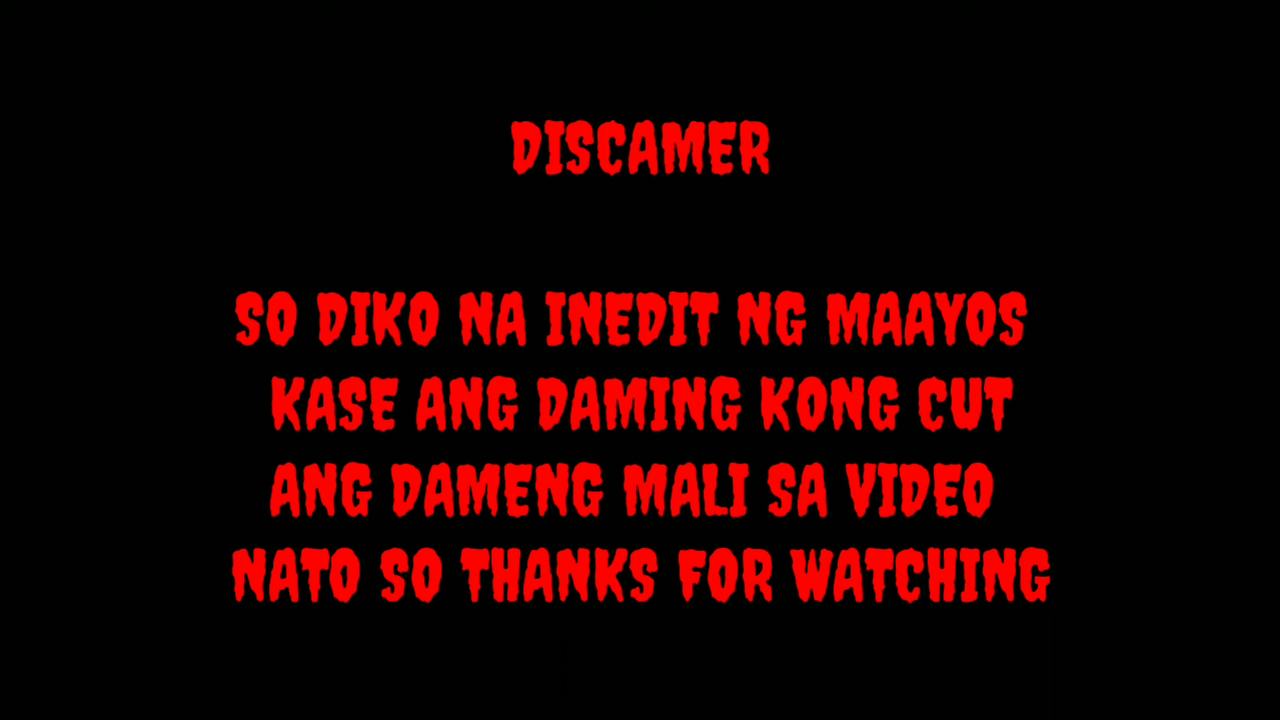 DISCAMER
SO DIKO NA INEDIT NG MAAYOS
KASE ANG DAMING KONG CUT
ANG DAMENG MALI SA VIDEO
NATO SO THANKS FOR WATCHING